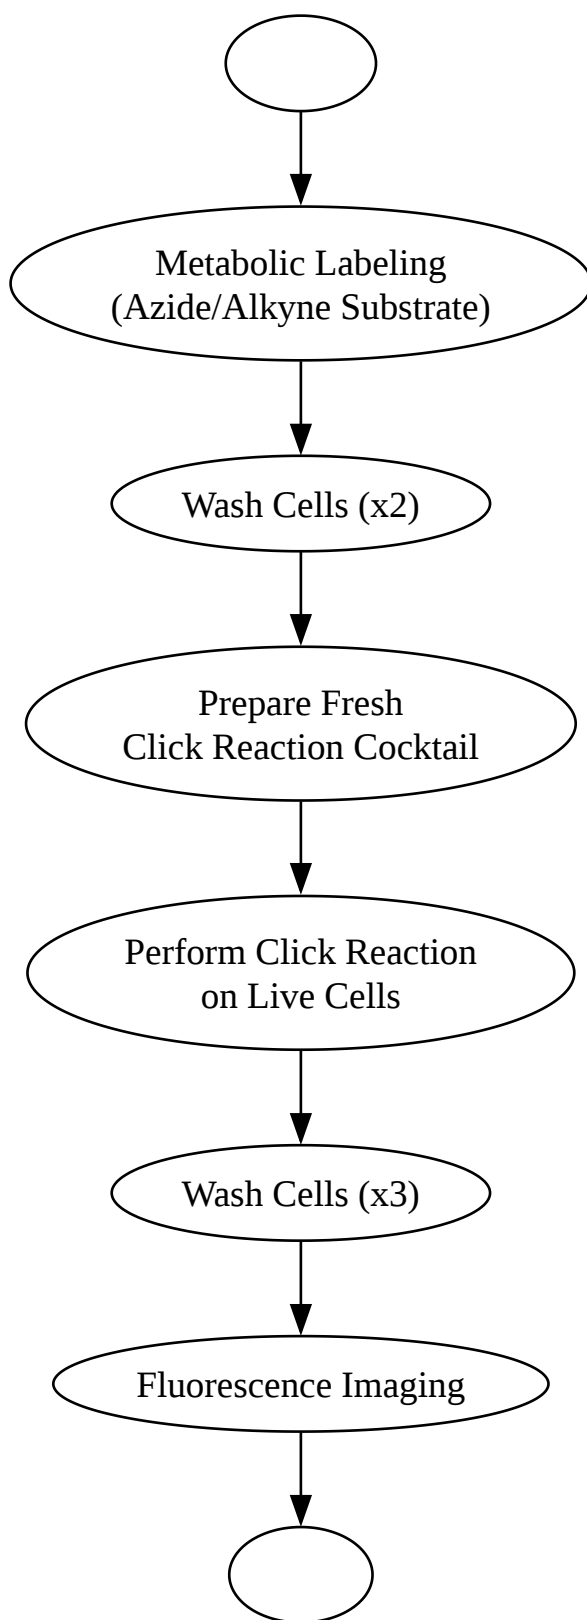 Metabolic Labeling
(Azide/Alkyne Substrate)
Wash Cells (x2)
Prepare Fresh
Click Reaction Cocktail
Perform Click Reaction
on Live Cells
Wash Cells (x3)
Fluorescence Imaging